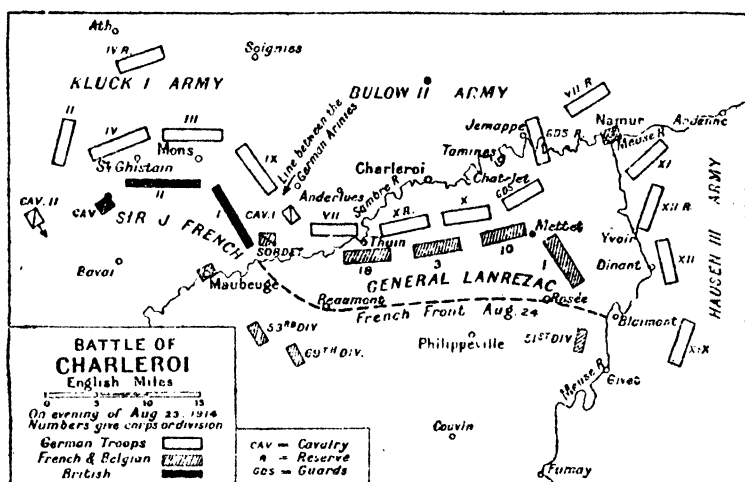 Ath
IV R.
Soignies
KLUCK I ARMY
BULOW II ARMY
VII R
II
IV
III
Mons
St Ghistain
IX
Line between the
German Armies
Jemappe
GDS R.
Namur
Andenne
Meuse R
Tamines
Charleroi
Chatelet
XI
HAUSEN III ARMY
CAV. II
CAV
II
I
SIR J FRENCH
CAV. I
Anderlues
Sambre R
VII
XR.
X
GDS
XII R.
SORDET
Thuin
Mettet
Yvoir
18
3
10
I
XII
Dinant
Bavai
Maubeuge
GENERAL LANREZAC
Beaumont
Rosée
French Front Aug. 24
Blaimont
53RD DIV
69TH DIV.
Philippeville
51ST DIV
XIX
Meuse R
Givet
Couvin
Fumay
BATTLE OF
CHARLEROI
English Miles
0 5 10 15
On evening of Aug 23, 1914
Numbers give corps or division
German Troops
French & Belgian
British
CAV = Cavalry
R = Reserve
GDS = Guards